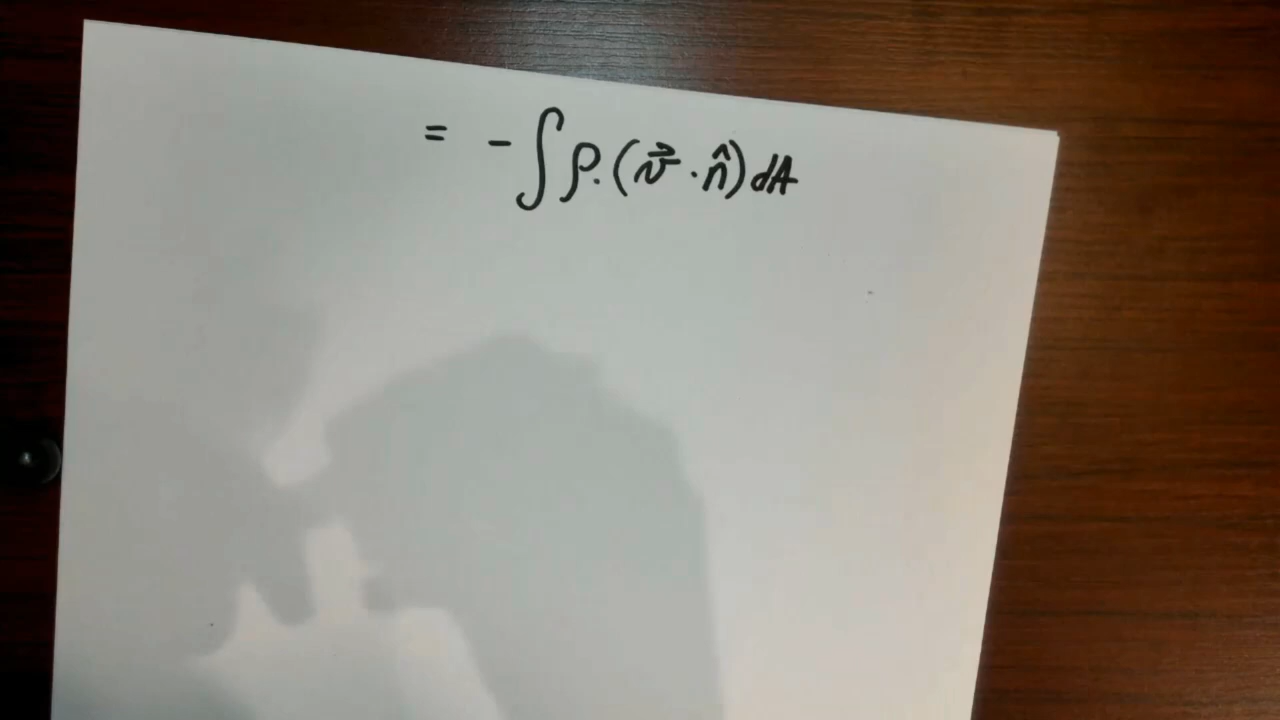 = -∫ρ.(v⃗ · n̂)dA